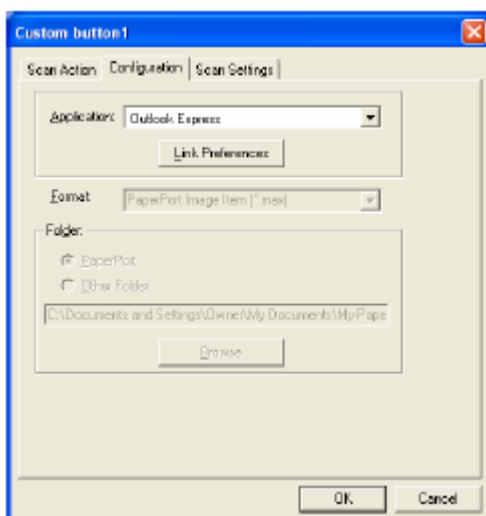 Custom button1
Scan Action Configuration Scan Settings
Application: Outlook Express
Link Preferences
Format PaperPort Image Item (*.max)
Folder:
PaperPort
Other Folder
C:\Documents and Settings\Owner\My Documents\My Pape
Browse
OK Cancel